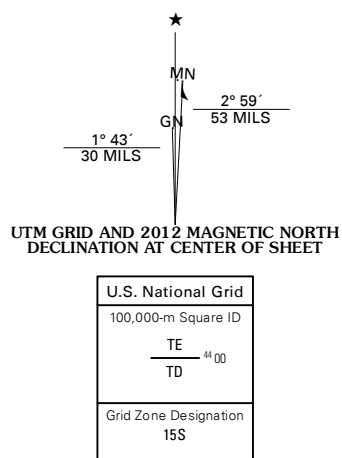 ★
MN
GN
2° 59´
53 MILS
1° 43´
30 MILS
UTM GRID AND 2012 MAGNETIC NORTH
DECLINATION AT CENTER OF SHEET
U.S. National Grid
100,000-m Square ID
TE
44 00
TD
Grid Zone Designation
15S